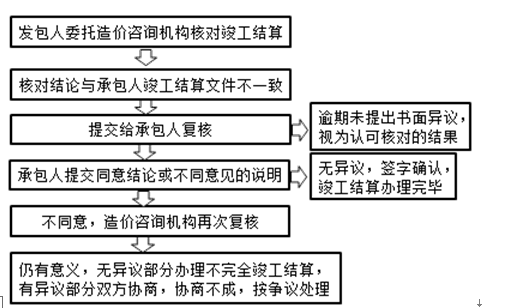 发包人委托造价咨询机构核对竣工结算
核对结论与承包人竣工结算文件不一致
提交给承包人复核
逾期未提出书面异议，
视为认可核对的结果
承包人提交同意结论或不同意见的说明
无异议，签字确认，
竣工结算办理完毕
不同意，造价咨询机构再次复核
仍有意义，无异议部分办理不完全竣工结算，
有异议部分双方协商，协商不成，按争议处理